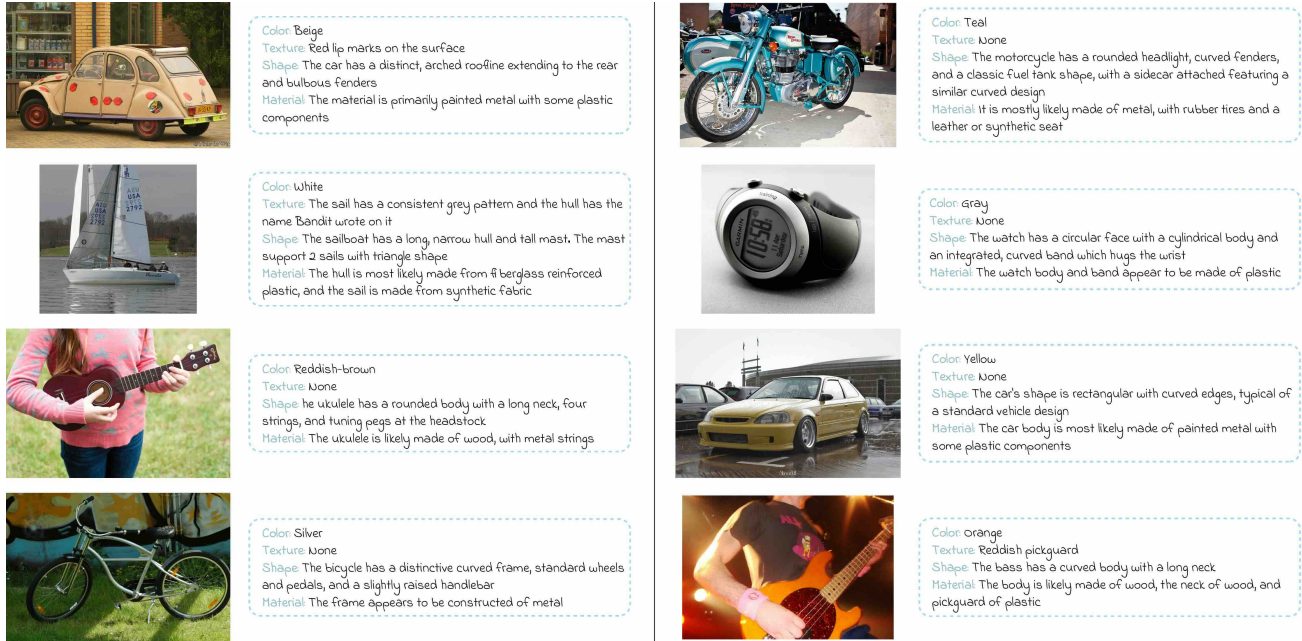 Color: Beige
Texture: Red lip marks on the surface
Shape: The car has a distinct, arched roofline extending to the rear
and bulbous fenders
Material: The material is primarily painted metal with some plastic
components
Color: White
Texture: The sail has a consistent grey pattern and the hull has the
name Bandit wrote on it
Shape: The sailboat has a long, narrow hull and tall mast. The mast
support 2 sails with triangle shape
Material: The hull is most likely made from fiberglass reinforced
plastic, and the sail is made from synthetic fabric
AUS
USA
2792
AUS
USA
2792
Color: Reddish-brown
Texture: None
Shape: he ukulele has a rounded body with a long neck, four
strings, and tuning pegs at the headstock
Material: The ukulele is likely made of wood, with metal strings
Color: Silver
Texture: None
Shape: The bicycle has a distinctive curved frame, standard wheels
and pedals, and a slightly raised handlebar
Material: The frame appears to be constructed of metal
Color: Teal
Texture: None
Shape: The motorcycle has a rounded headlight, curved fenders,
and a classic fuel tank shape, with a sidecar attached featuring a
similar curved design
Material: It is mostly likely made of metal, with rubber tires and a
leather or synthetic seat
training
GARMIN
10:58
Color: Gray
Texture: None
Shape: The watch has a circular face with a cylindrical body and
an integrated, curved band which hugs the wrist
Material: The watch body and band appear to be made of plastic
Color: Yellow
Texture: None
Shape: The car's shape is rectangular with curved edges, typical of
a standard vehicle design
Material: The car body is most likely made of painted metal with
some plastic components
Color: Orange
Texture: Reddish pickguard
Shape: The bass has a curved body with a long neck
Material: The body is likely made of wood, the neck of wood, and
pickguard of plastic